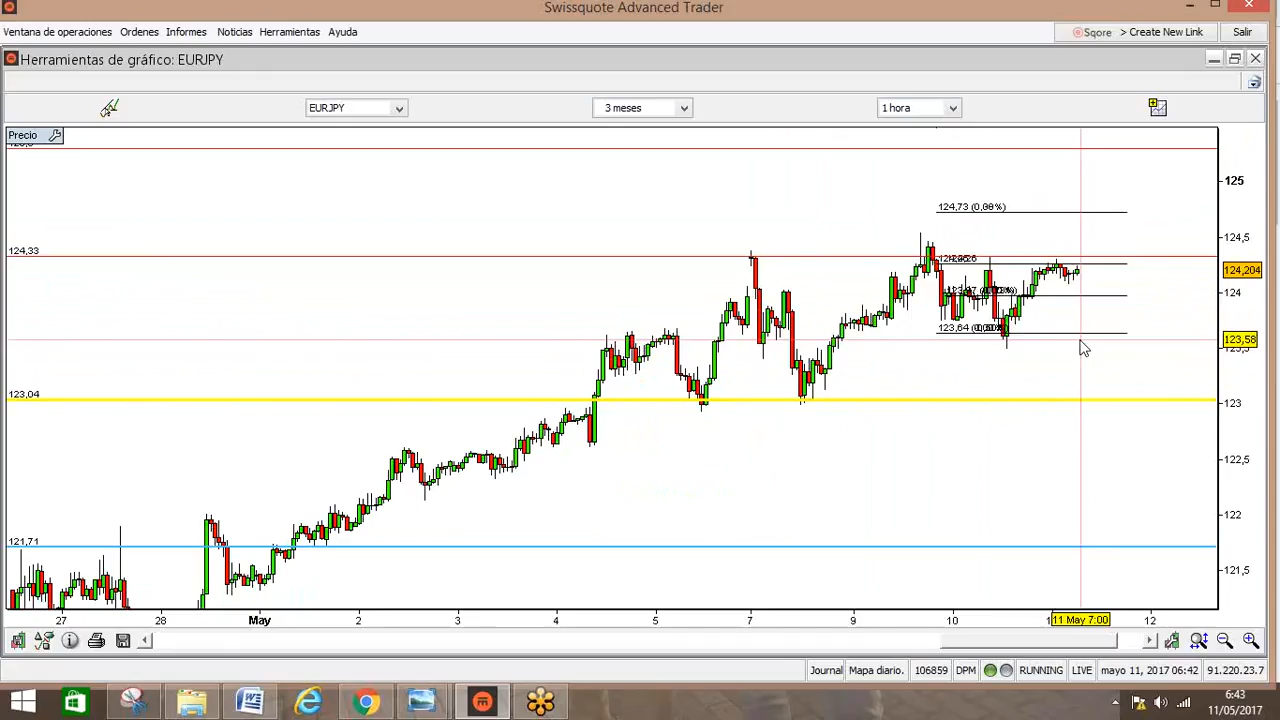 Swissquote Advanced Trader
Ventana de operaciones Ordenes Informes Noticias Herramientas Ayuda
Sqore > Create New Link Salir
Herramientas de gráfico: EURJPY
EURJPY 3 meses 1 hora
Precio
125
124,73
124,5
124,33
124,204
124
123,64
123,58
123,04
123
122,5
122
121,71
121,5
27 28 May 2 3 4 5 7 8 9 10 11 May 7:00 12
Journal Mapa diario. 106859 DPM RUNNING LIVE mayo 11, 2017 06:42 91.220.23.7
6:43
11/05/2017